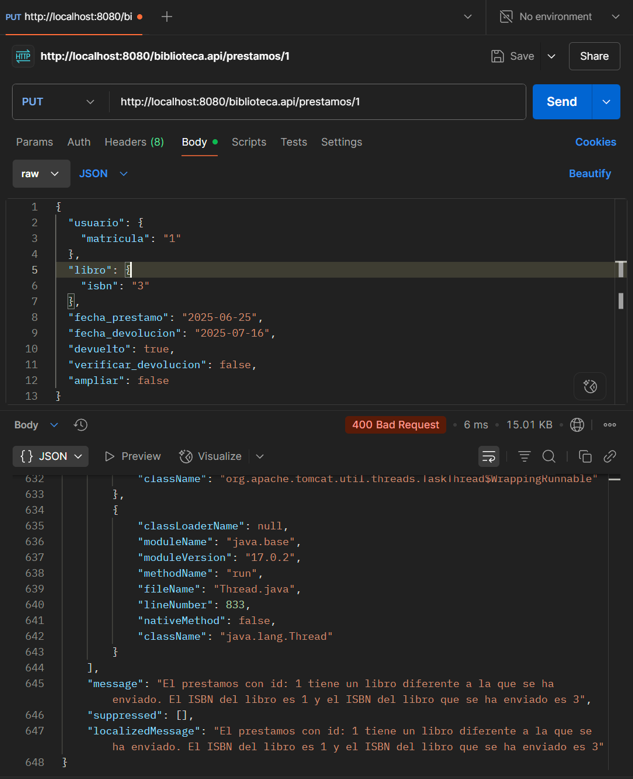 PUT http://localhost:8080/bi
No environment
HTTP http://localhost:8080/biblioteca.api/prestamos/1
Save
Share
PUT
http://localhost:8080/biblioteca.api/prestamos/1
Send
Params Auth Headers (8) Body Scripts Tests Settings
Cookies
raw JSON
Beautify
1 {
2 "usuario": {
3 "matricula": "1"
4 },
5 "libro": {
6 "isbn": "3"
7 },
8 "fecha_prestamo": "2025-06-25",
9 "fecha_devolucion": "2025-07-16",
10 "devuelto": true,
11 "verificar_devolucion": false,
12 "ampliar": false
13 }
Body
400 Bad Request • 6 ms • 15.01 KB
{ } JSON Preview Visualize
632 "className": "org.apache.tomcat.util.threads.TaskThread$WrappingRunnable"
633 },
634 {
635 "classLoaderName": null,
636 "moduleName": "java.base",
637 "moduleVersion": "17.0.2",
638 "methodName": "run",
639 "fileName": "Thread.java",
640 "lineNumber": 833,
641 "nativeMethod": false,
642 "className": "java.lang.Thread"
643 }
644 ],
645 "message": "El prestamos con id: 1 tiene un libro diferente a la que se ha
enviado. El ISBN del libro es 1 y el ISBN del libro que se ha enviado es 3",
646 "suppressed": [],
647 "localizedMessage": "El prestamos con id: 1 tiene un libro diferente a la que se
ha enviado. El ISBN del libro es 1 y el ISBN del libro que se ha enviado es 3"
648 }